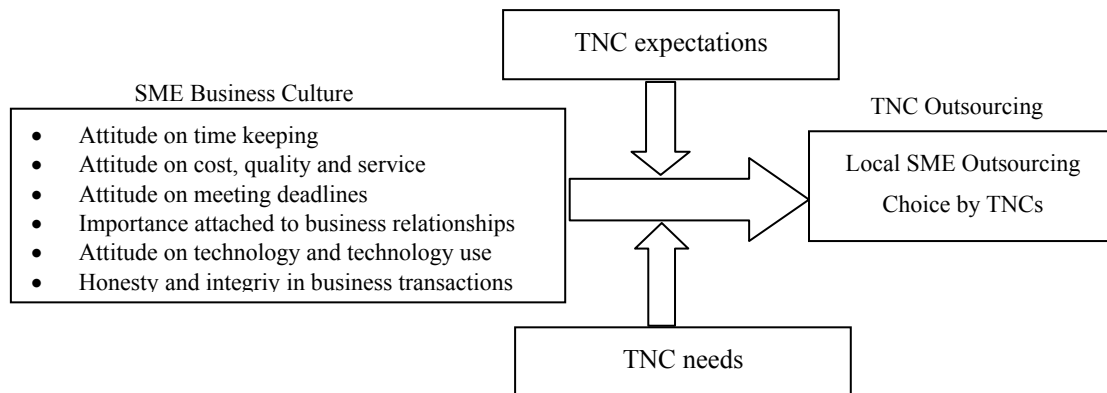 TNC expectations
SME Business Culture
• Attitude on time keeping
• Attitude on cost, quality and service
• Attitude on meeting deadlines
• Importance attached to business relationships
• Attitude on technology and technology use
• Honesty and integriy in business transactions
TNC Outsourcing
Local SME Outsourcing
Choice by TNCs
TNC needs